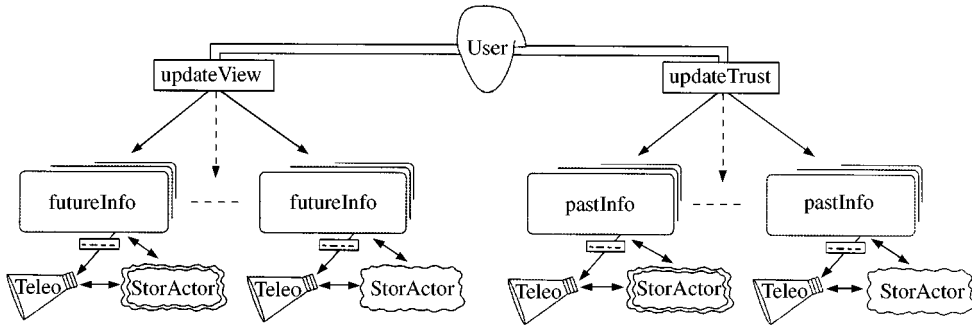 User
updateView
updateTrust
futureInfo
futureInfo
pastInfo
pastInfo
Teleo
StorActor
Teleo
StorActor
Teleo
StorActor
Teleo
StorActor